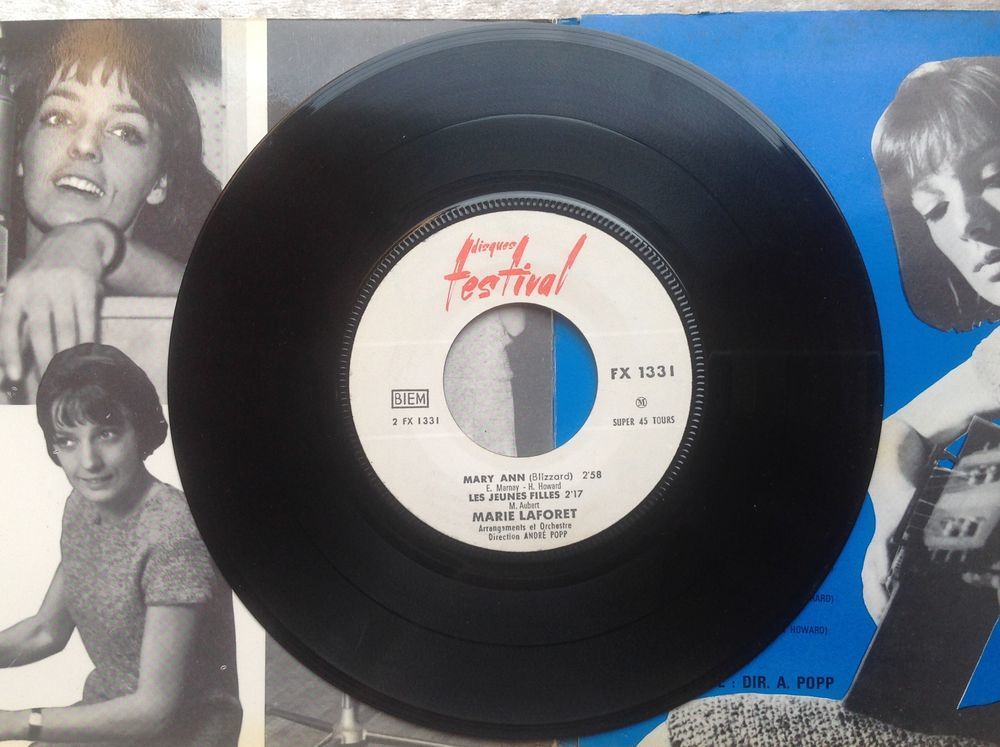 disques
festival
FX 1331
BIEM
2 FX 1331
M
SUPER 45 TOURS
MARY ANN (Blizzard) 2'58
E. Marnay - H. Howard
LES JEUNES FILLES 2'17
M. Aubert
MARIE LAFORET
Arrangements et Orchestre
Direction ANDRÉ POPP
HOWARD)
: DIR. A. POPP